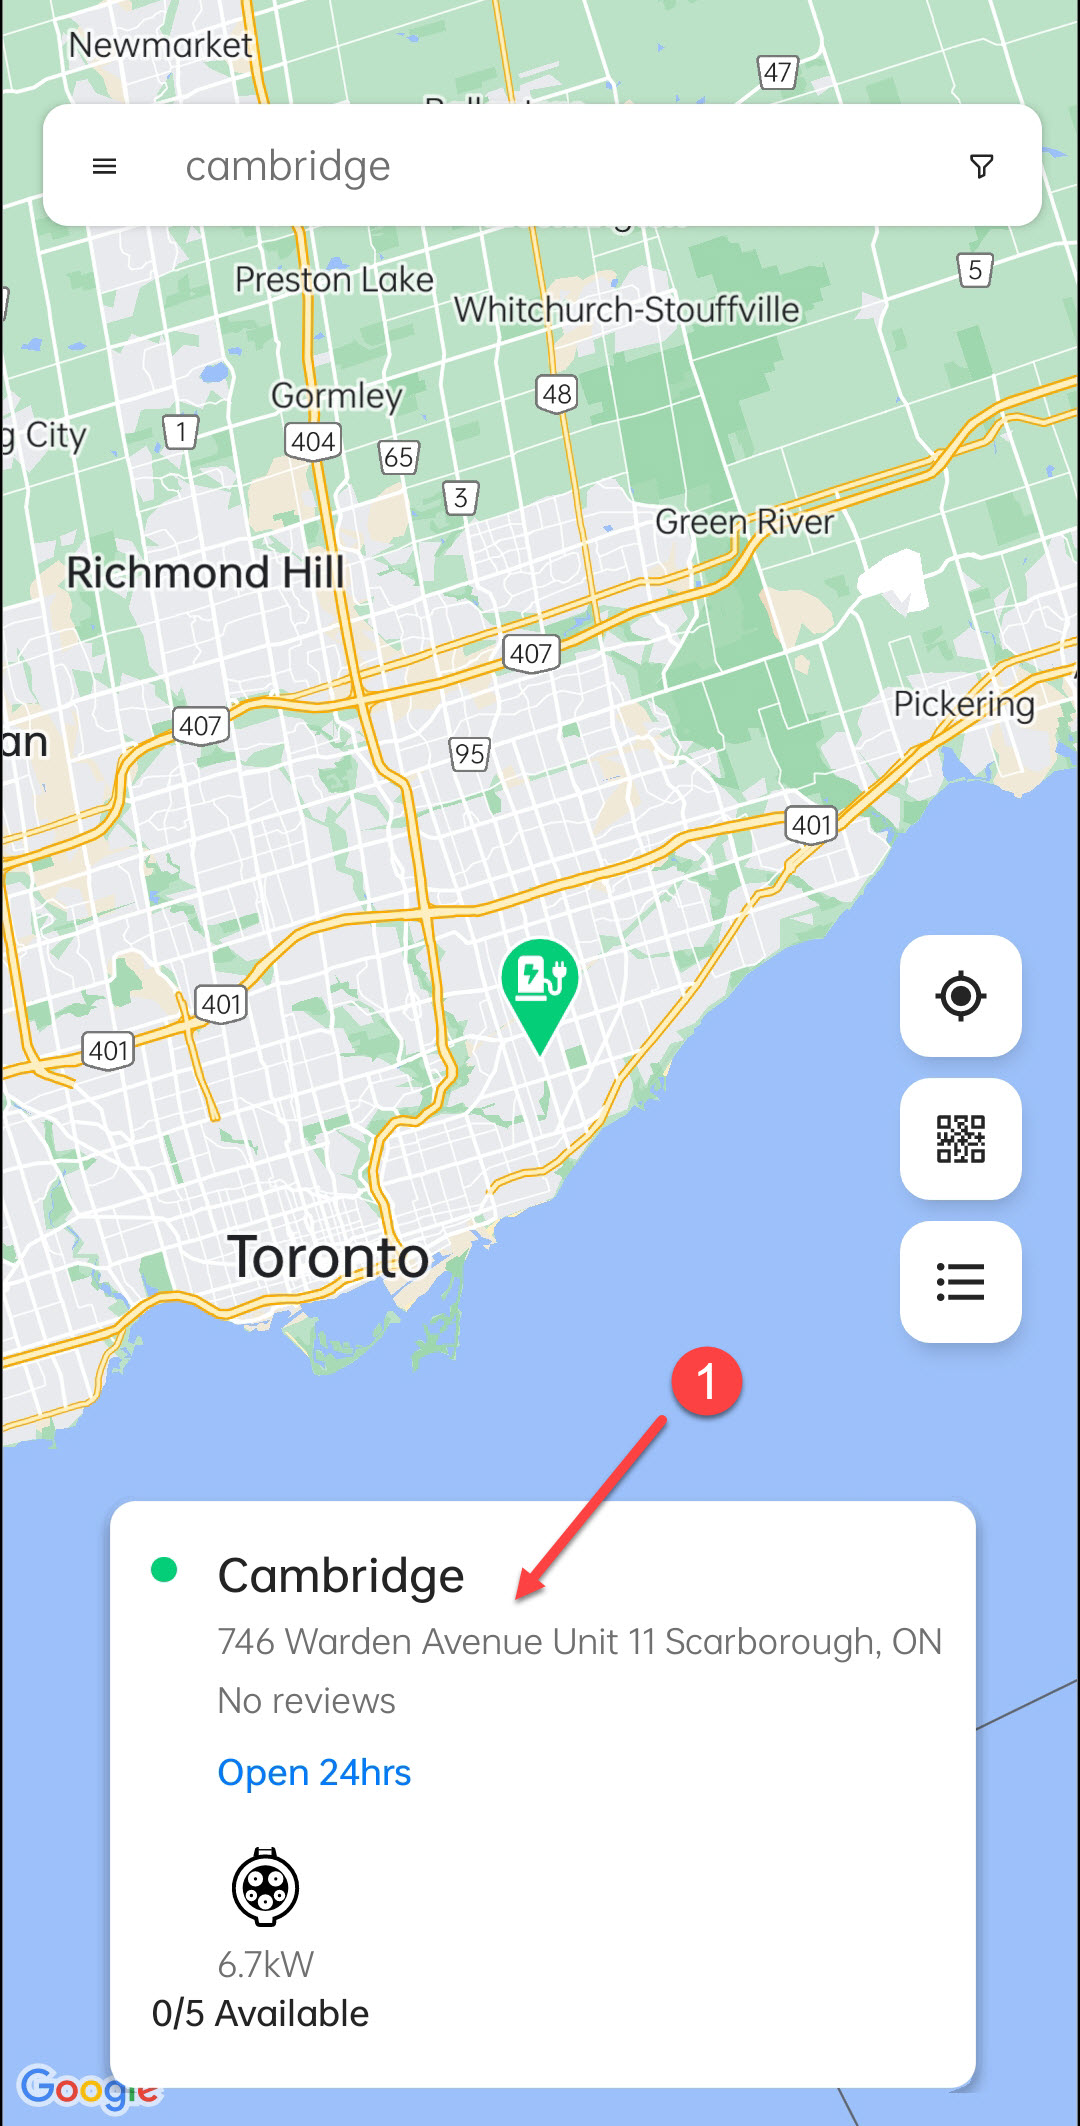 Newmarket
47
cambridge
5
Preston Lake
Whitchurch-Stouffville
Gormley
48
1
404
g City
65
3
Green River
Richmond Hill
407
Pickering
407
an
95
401
401
401
Toronto
1
Cambridge
746 Warden Avenue Unit 11 Scarborough, ON
No reviews
Open 24hrs
6.7kW
0/5 Available
Google